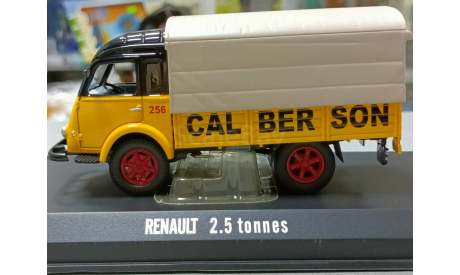 256
CAL BER SON
RENAULT 2.5 tonnes